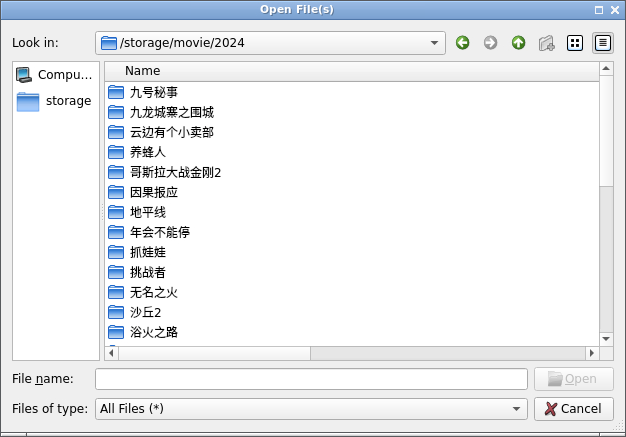 Open File(s)
Look in: /storage/movie/2024
Compu...
storage
Name
九号秘事
九龙城寨之围城
云边有个小卖部
养蜂人
哥斯拉大战金刚2
因果报应
地平线
年会不能停
抓娃娃
挑战者
无名之火
沙丘2
浴火之路
File name:
Open
Files of type: All Files (*)
Cancel